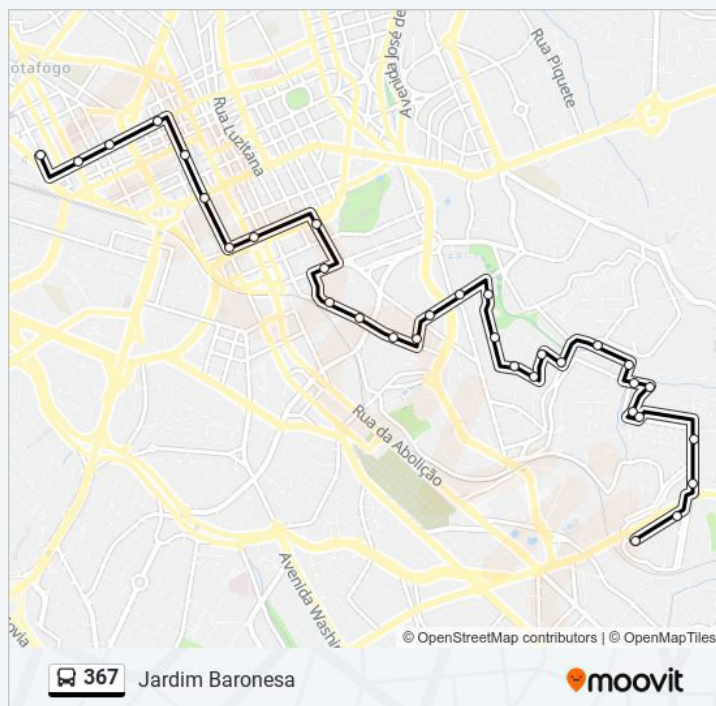 otafogo
Rua Luzitana
Avenida José de
Rua Piquete
Rua da Abolição
Avenida Washi
ovia
© OpenStreetMap contributors | © OpenMapTiles
367 Jardim Baronesa
moovit